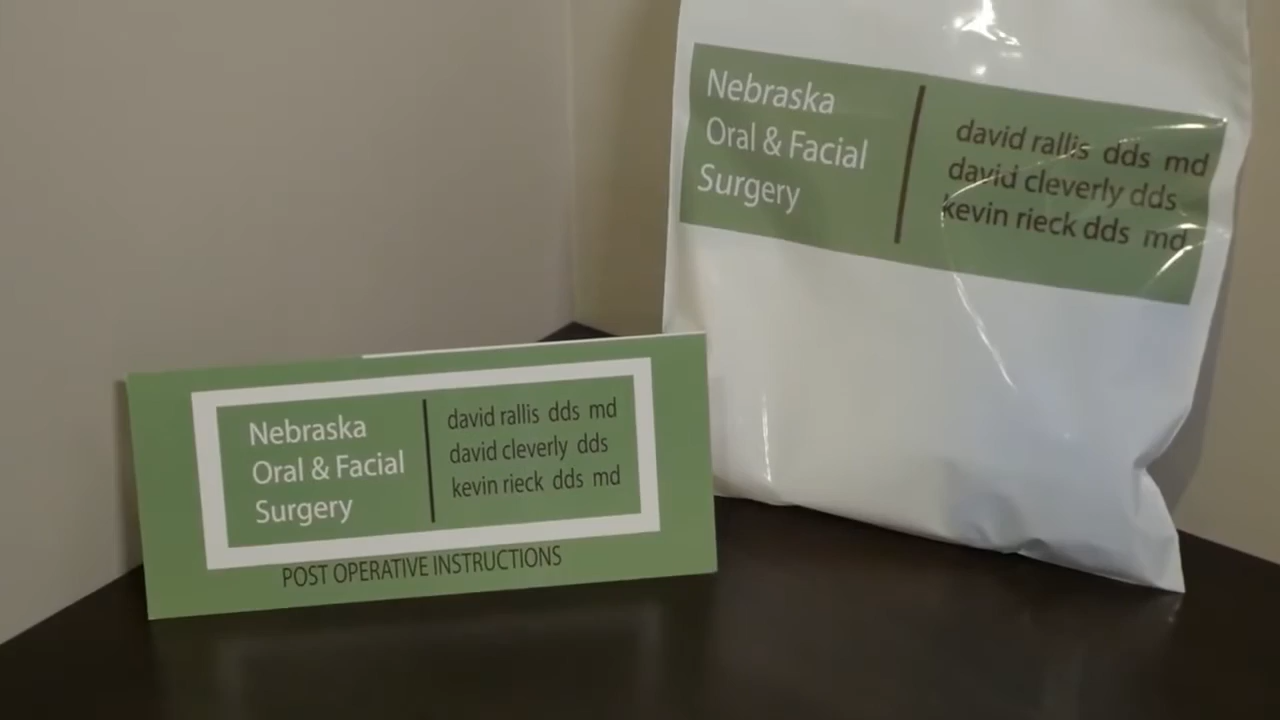 Nebraska
Oral & Facial
Surgery
david rallis dds md
david cleverly dds
kevin rieck dds md
Nebraska
Oral & Facial
Surgery
david rallis dds md
david cleverly dds
kevin rieck dds md
POST OPERATIVE INSTRUCTIONS